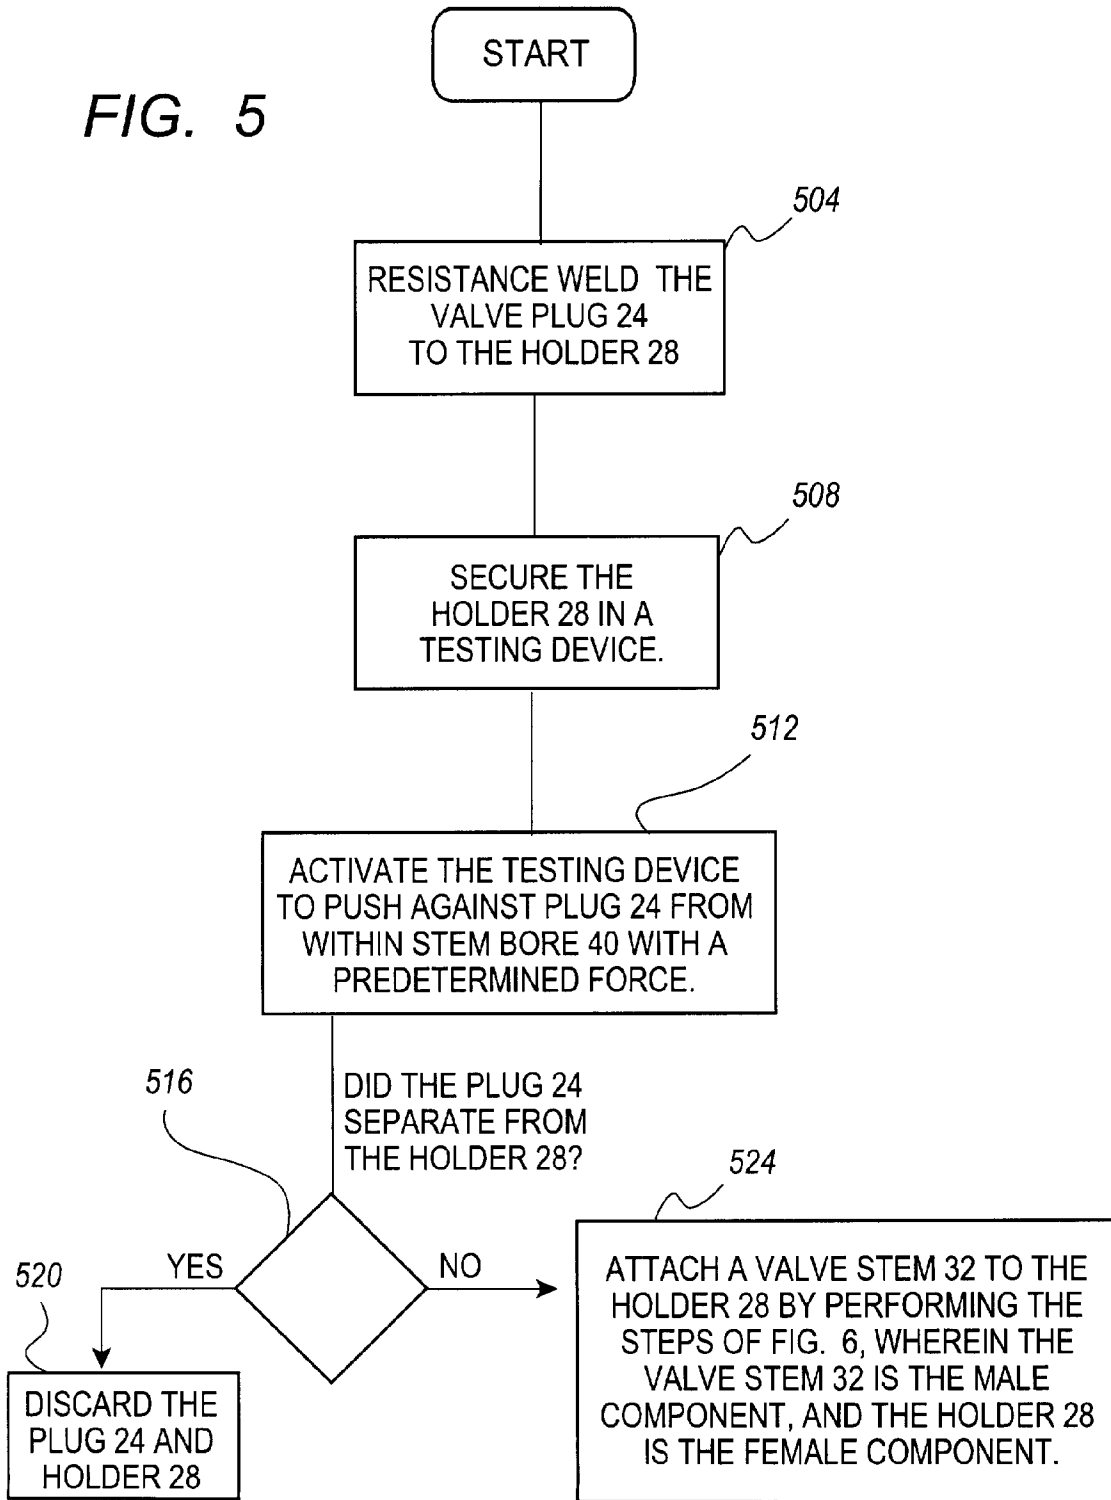 START
FIG. 5
504
RESISTANCE WELD THE
VALVE PLUG 24
TO THE HOLDER 28
508
SECURE THE
HOLDER 28 IN A
TESTING DEVICE.
512
ACTIVATE THE TESTING DEVICE
TO PUSH AGAINST PLUG 24 FROM
WITHIN STEM BORE 40 WITH A
PREDETERMINED FORCE.
516
DID THE PLUG 24
SEPARATE FROM
THE HOLDER 28?
YES
NO
520
DISCARD THE
PLUG 24 AND
HOLDER 28
524
ATTACH A VALVE STEM 32 TO THE
HOLDER 28 BY PERFORMING THE
STEPS OF FIG. 6, WHEREIN THE
VALVE STEM 32 IS THE MALE
COMPONENT, AND THE HOLDER 28
IS THE FEMALE COMPONENT.